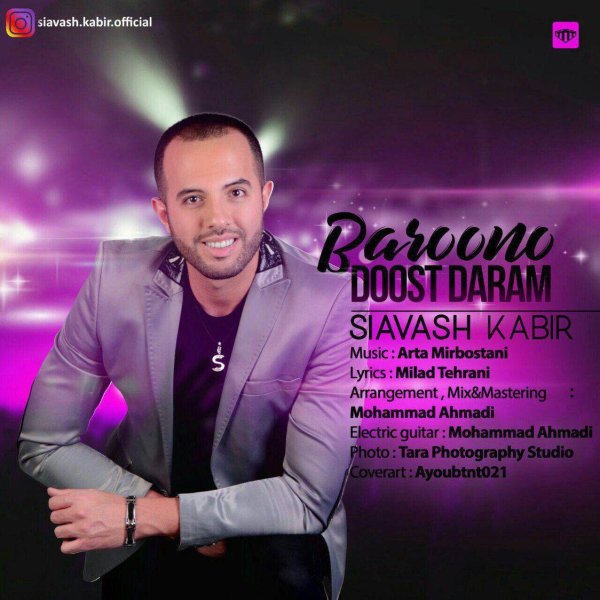 siavash.kabir.official
Baroono
DOOST DARAM
SIAVASH KABIR
Music : Arta Mirbostani
Lyrics : Milad Tehrani
Arrangement , Mix&Mastering :
Mohammad Ahmadi
Electric guitar : Mohammad Ahmadi
Photo : Tara Photography Studio
Coverart : Ayoubtnt021